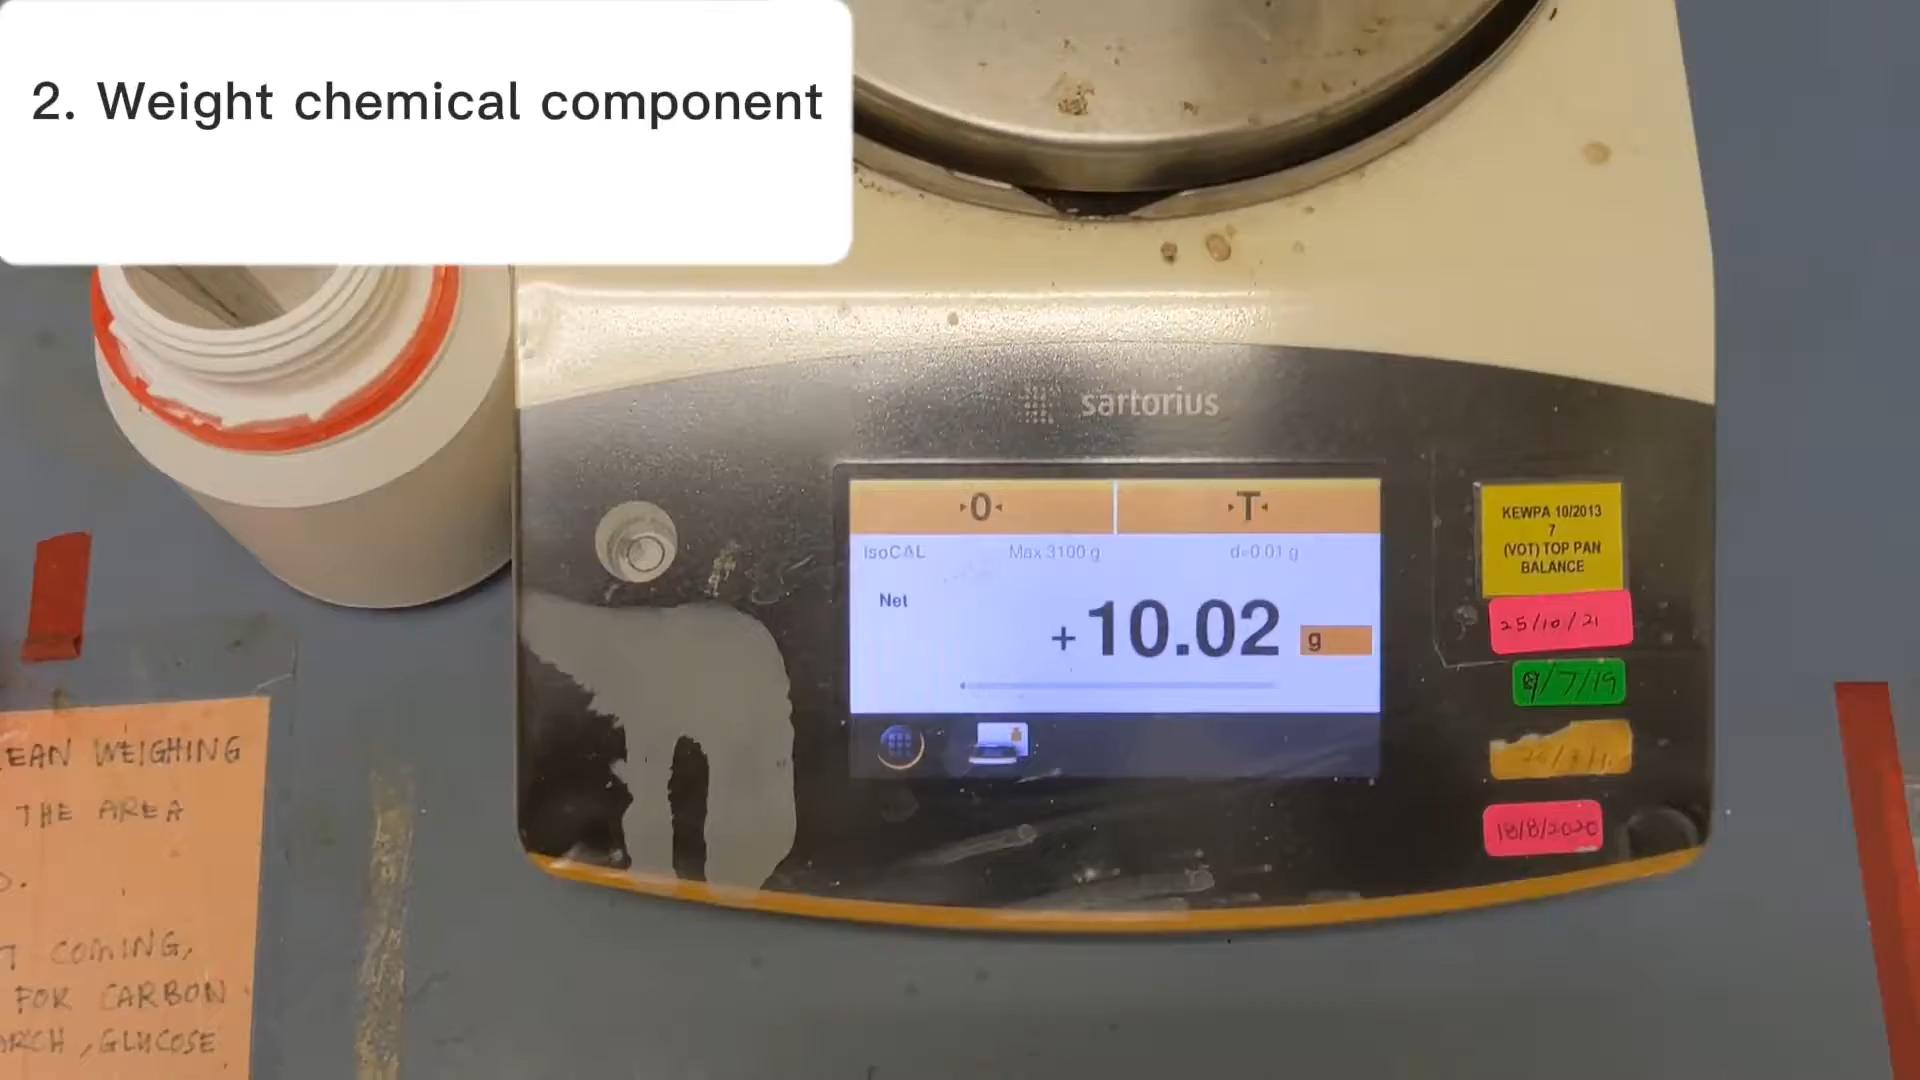 2. Weight chemical component
sartorius
0 T
IsoCAL Max 3100 g d=0.01 g
Net
+10.02 g
KEWPA 10/2013
7
(VOT) TOP PAN
BALANCE
25/10/21
9/7/19
18/8/2020
WEIGHING
THE AREA
COMING,
FOR CARBON
, GLUCOSE